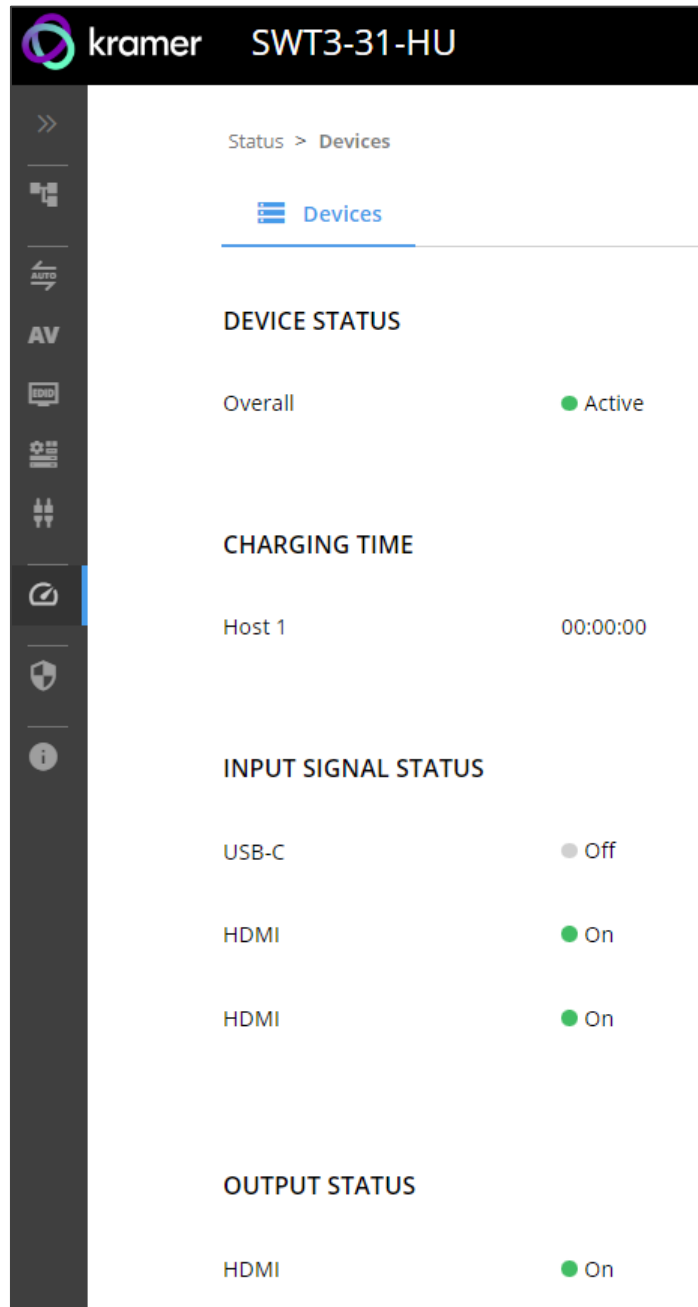 kramer SWT3-31-HU
Status > Devices
Devices
AUTO
AV
EDID
DEVICE STATUS
Overall Active
CHARGING TIME
Host 1 00:00:00
INPUT SIGNAL STATUS
USB-C Off
HDMI On
HDMI On
OUTPUT STATUS
HDMI On